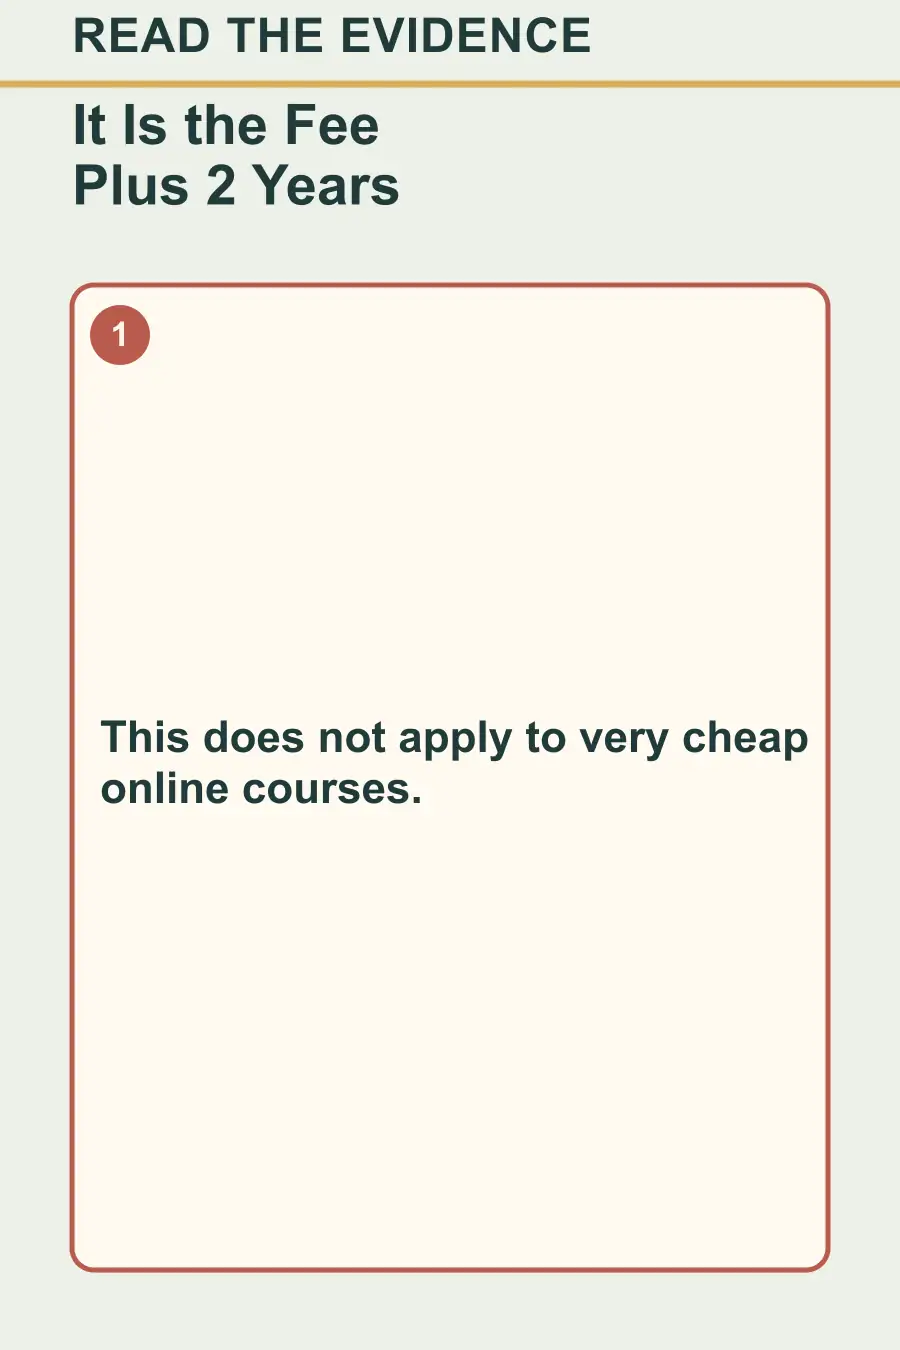 READ THE EVIDENCE
It Is the Fee
Plus 2 Years
1
This does not apply to very cheap
online courses.